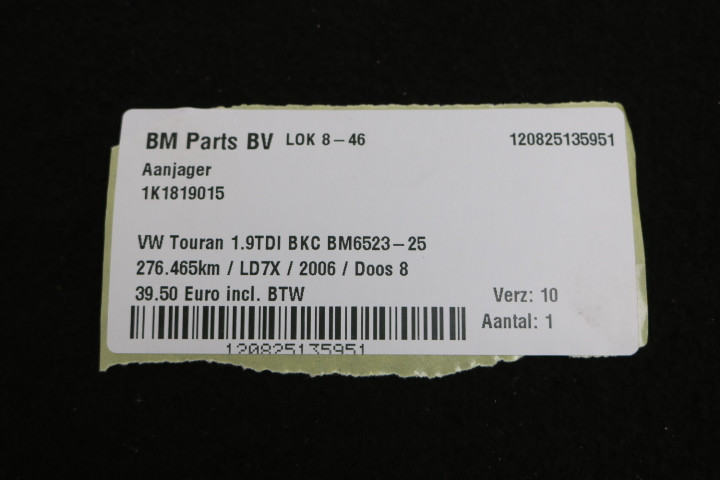 BM Parts BV LOK 8-46 120825135951
Aanjager
1K1819015
VW Touran 1.9TDI BKC BM6523-25
276.465km / LD7X / 2006 / Doos 8
39.50 Euro incl. BTW Verz: 10
Aantal: 1
120825135951